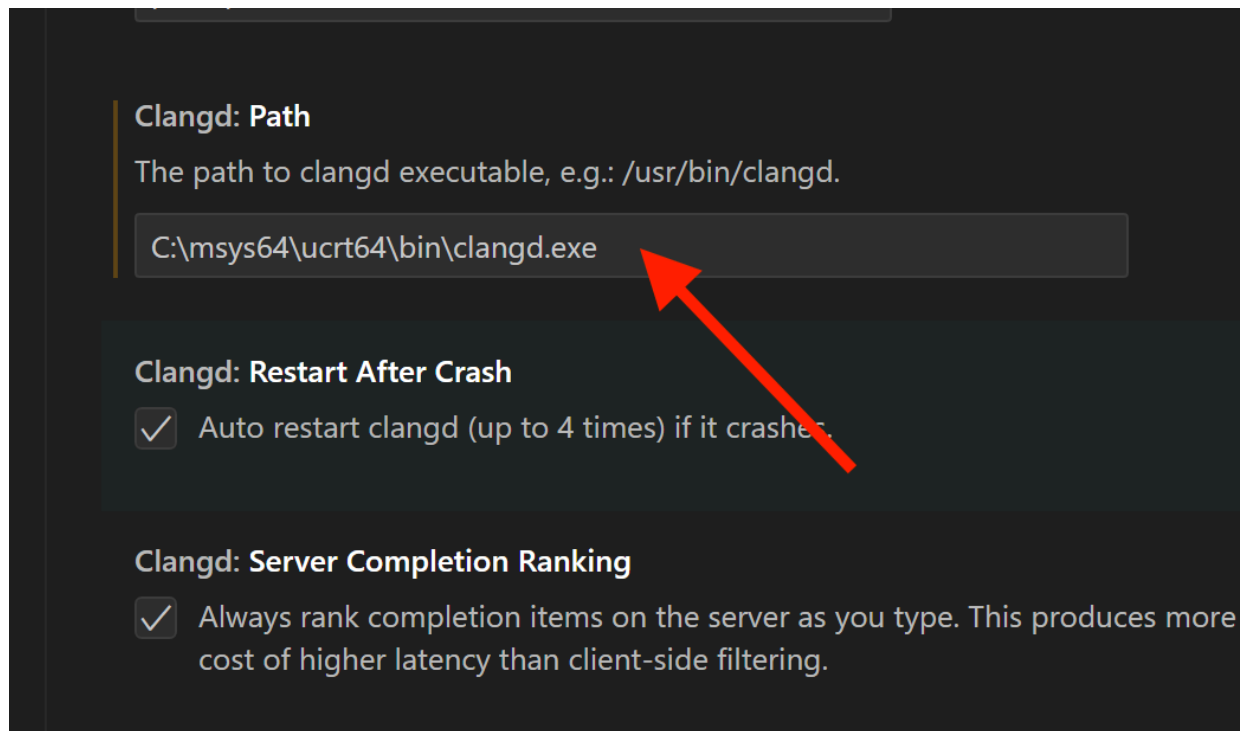 Clangd: Path
The path to clangd executable, e.g.: /usr/bin/clangd.
C:\msys64\ucrt64\bin\clangd.exe
Clangd: Restart After Crash
Auto restart clangd (up to 4 times) if it crashes.
Clangd: Server Completion Ranking
Always rank completion items on the server as you type. This produces more
cost of higher latency than client-side filtering.